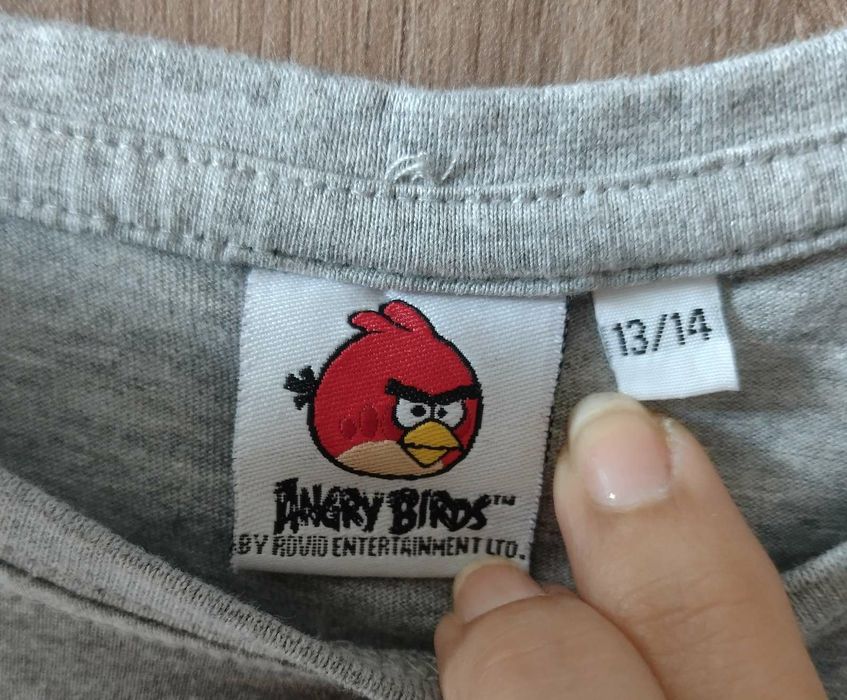 ANGRY BIRDS™
BY ROVIO ENTERTAINMENT LTD.
13/14